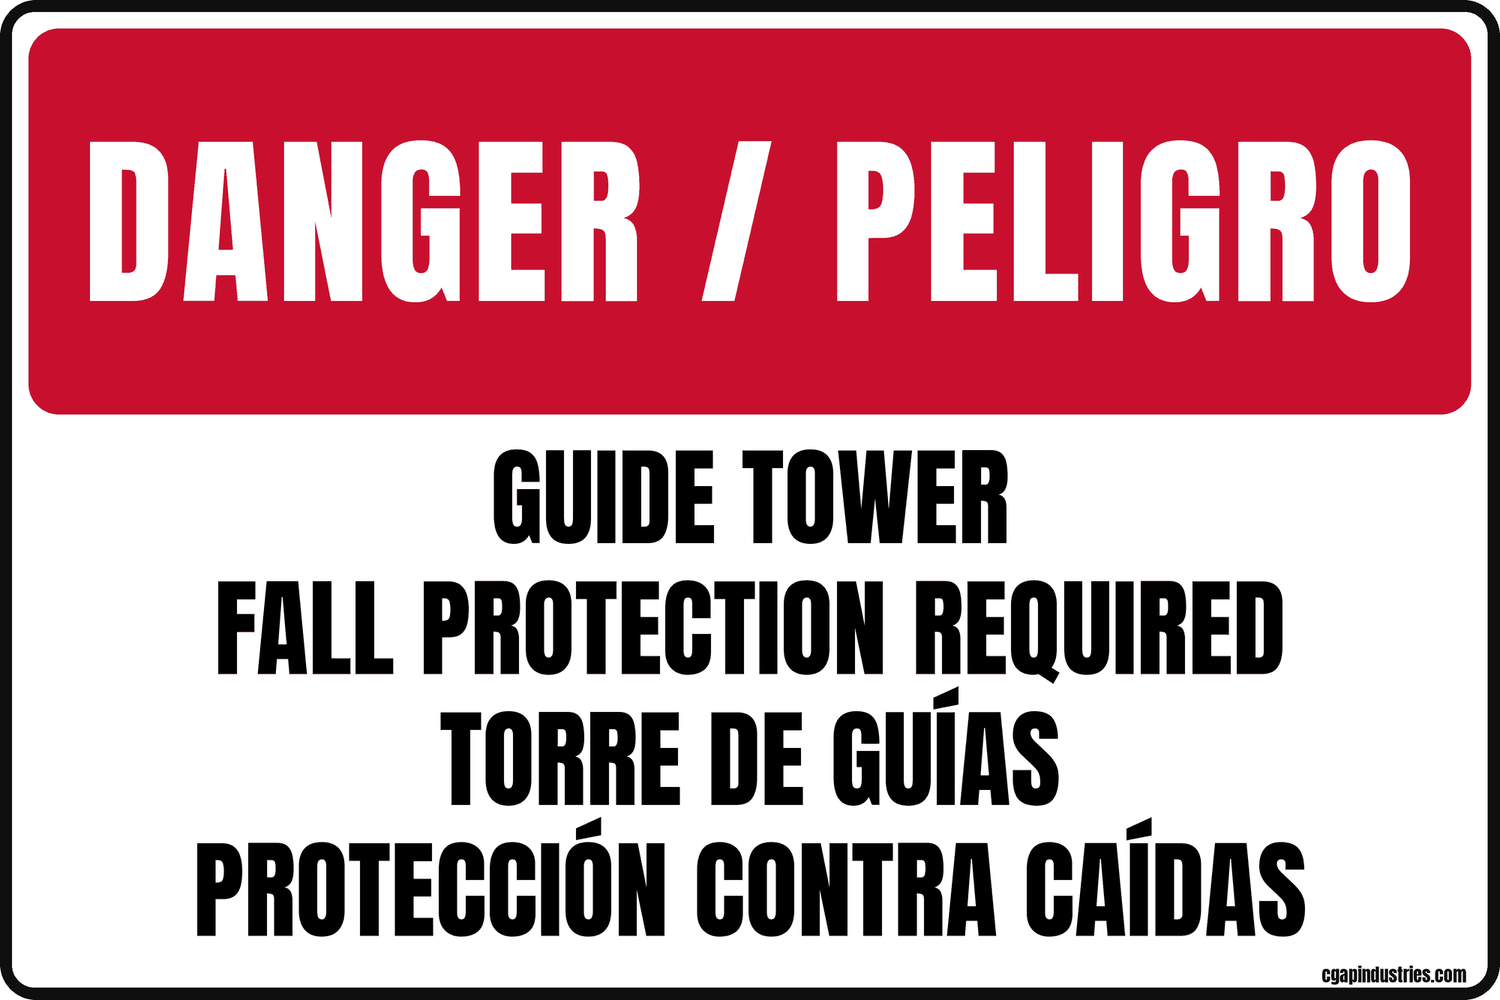 DANGER / PELIGRO
GUIDE TOWER
FALL PROTECTION REQUIRED
TORRE DE GUÍAS
PROTECCIÓN CONTRA CAÍDAS
cgapindustries.com